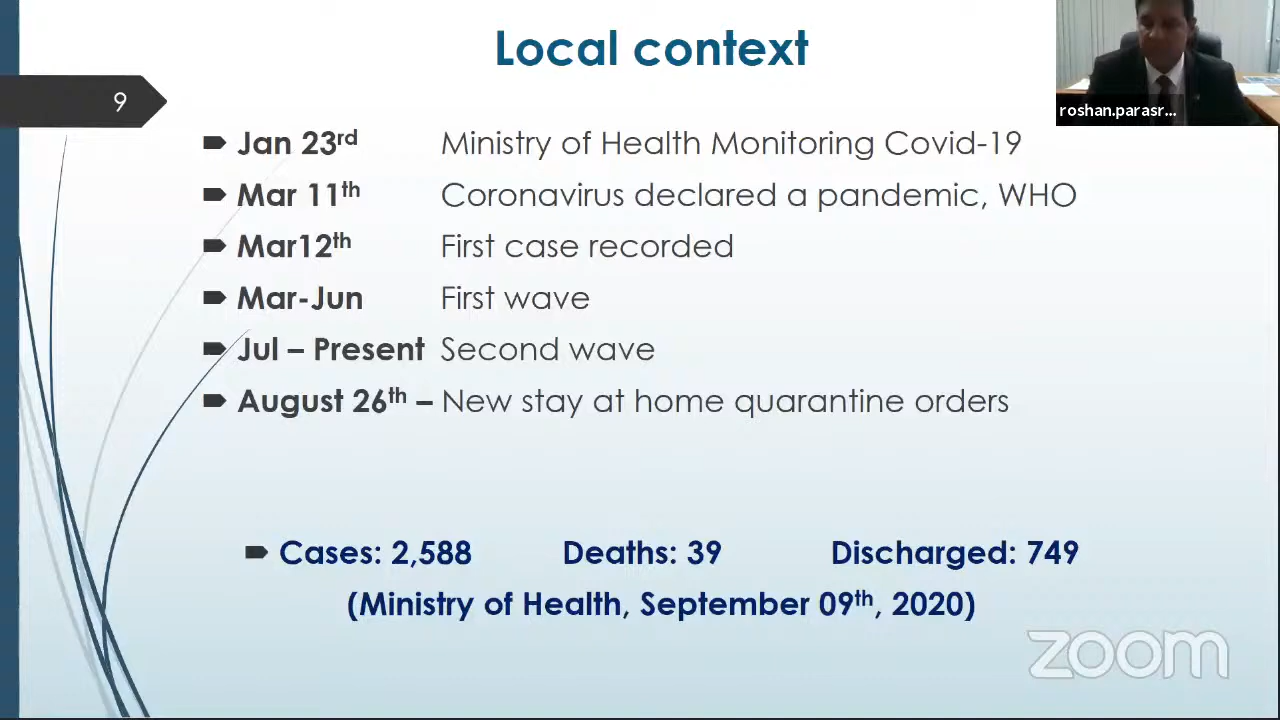 Local context
9
roshan.parasr...
Jan 23rd Ministry of Health Monitoring Covid-19
Mar 11th Coronavirus declared a pandemic, WHO
Mar12th First case recorded
Mar-Jun First wave
Jul – Present Second wave
August 26th – New stay at home quarantine orders
Cases: 2,588 Deaths: 39 Discharged: 749
(Ministry of Health, September 09th, 2020)
zoom